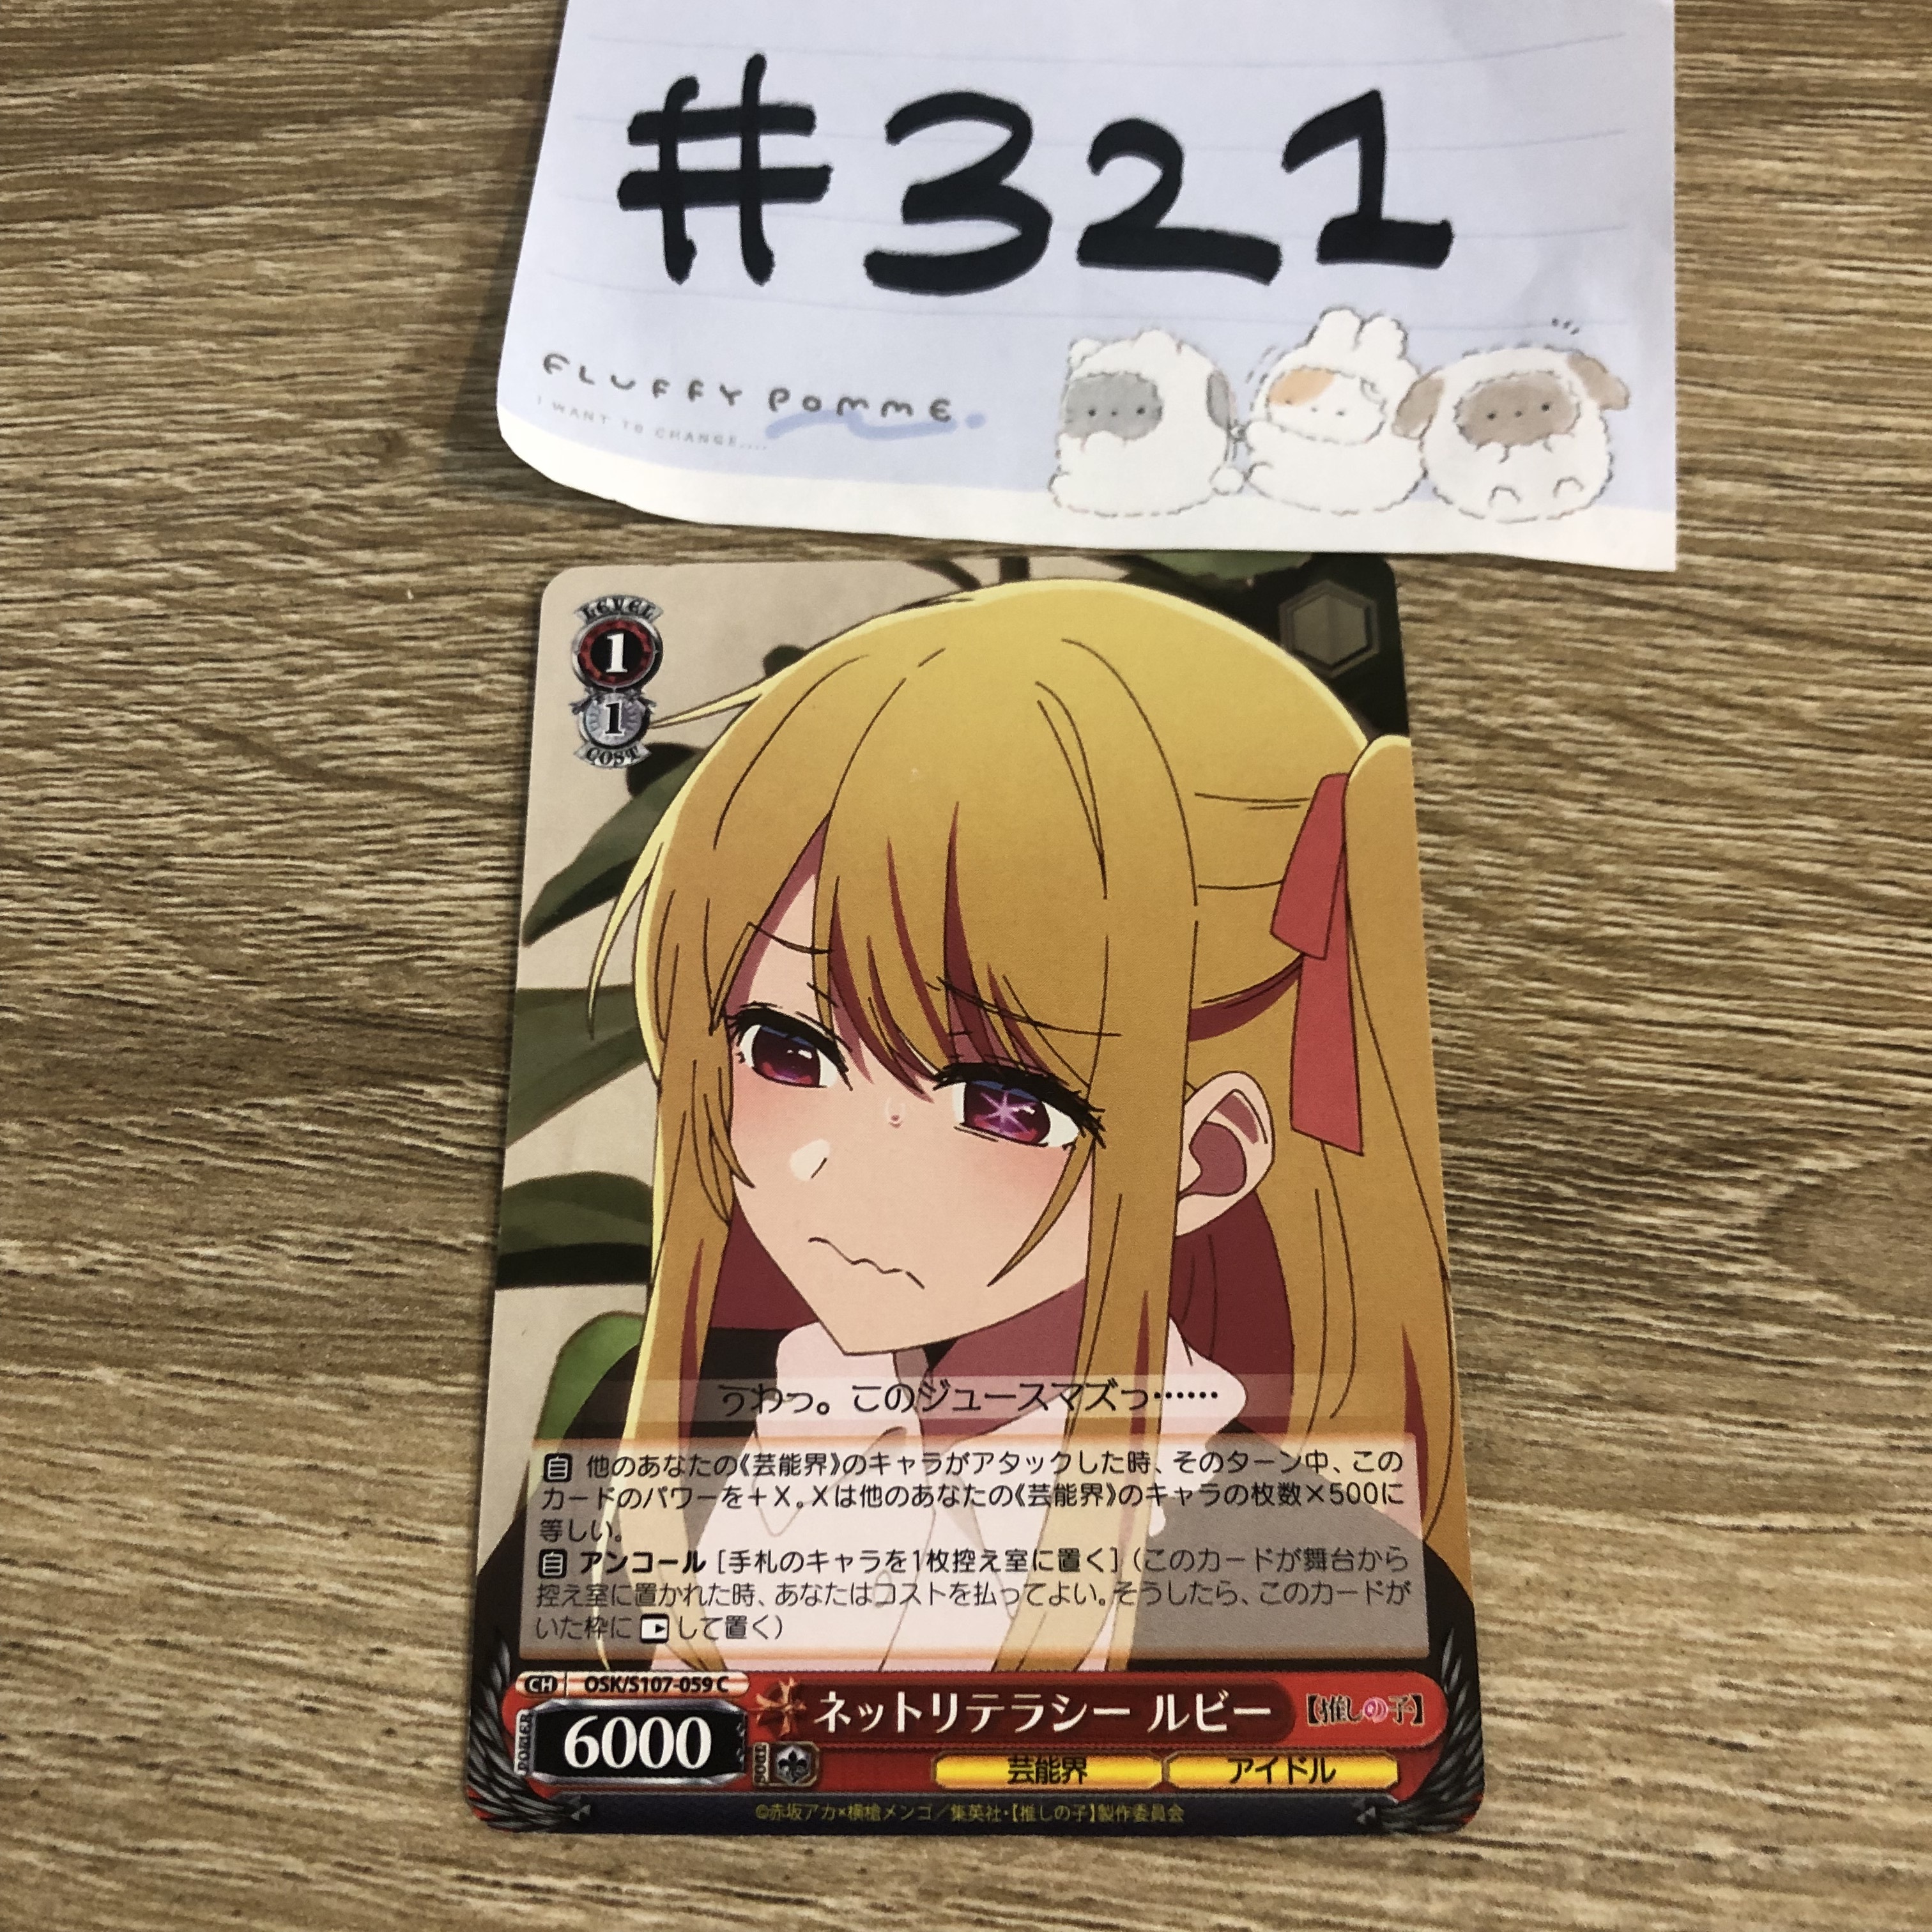 #321
FLUFFY POMME.
I WANT TO CHANGE....
LEVEL
1
1
COST
うわっ。このジュースマズっ……
自 他のあなたの《芸能界》のキャラがアタックした時、そのターン中、この
カードのパワーを＋X。Xは他のあなたの《芸能界》のキャラの枚数×500に
等しい。
自 アンコール ［手札のキャラを1枚控え室に置く］（このカードが舞台から
控え室に置かれた時、あなたはコストを払ってよい。そうしたら、このカードが
いた枠に して置く）
CH OSK/S107-059 C
POWER 6000 ネットリテラシー ルビー 【推しの子】
SOUL 芸能界 アイドル
©赤坂アカ×横槍メンゴ／集英社・【推しの子】製作委員会